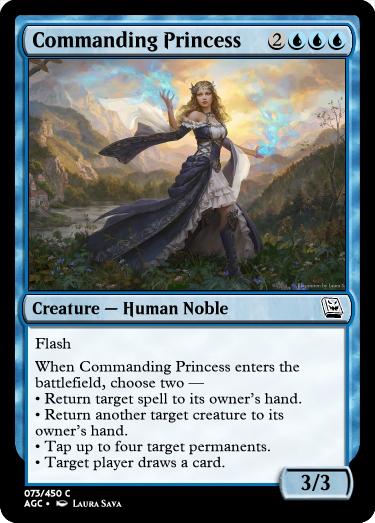 Commanding Princess 2
Creature — Human Noble
Flash
When Commanding Princess enters the
battlefield, choose two —
• Return target spell to its owner's hand.
• Return another target creature to its
owner's hand.
• Tap up to four target permanents.
• Target player draws a card.
3/3
073/450 C
AGC • Laura Sava